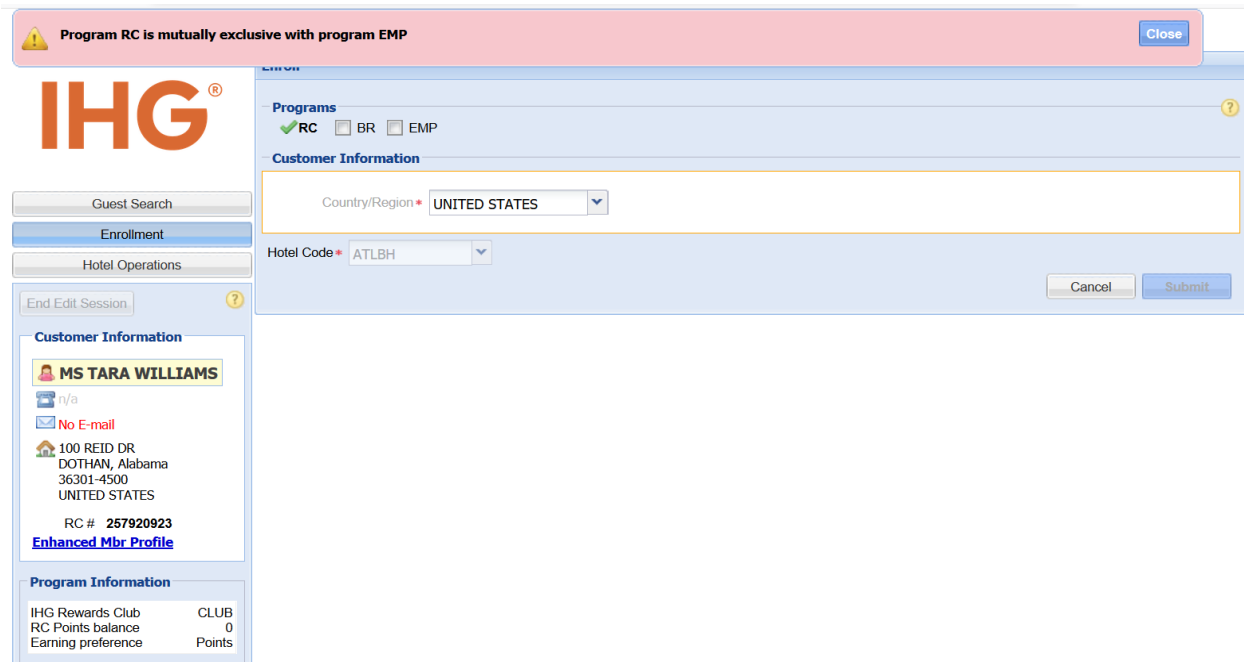 Program RC is mutually exclusive with program EMP
Close
Enroll
IHG®
Programs
?
RC BR EMP
Customer Information
Country/Region* UNITED STATES
Guest Search
Enrollment
Hotel Operations
Hotel Code* ATLBH
Cancel Submit
End Edit Session ?
Customer Information
MS TARA WILLIAMS
n/a
No E-mail
100 REID DR
DOTHAN, Alabama
36301-4500
UNITED STATES
RC # 257920923
Enhanced Mbr Profile
Program Information
IHG Rewards Club CLUB
RC Points balance 0
Earning preference Points